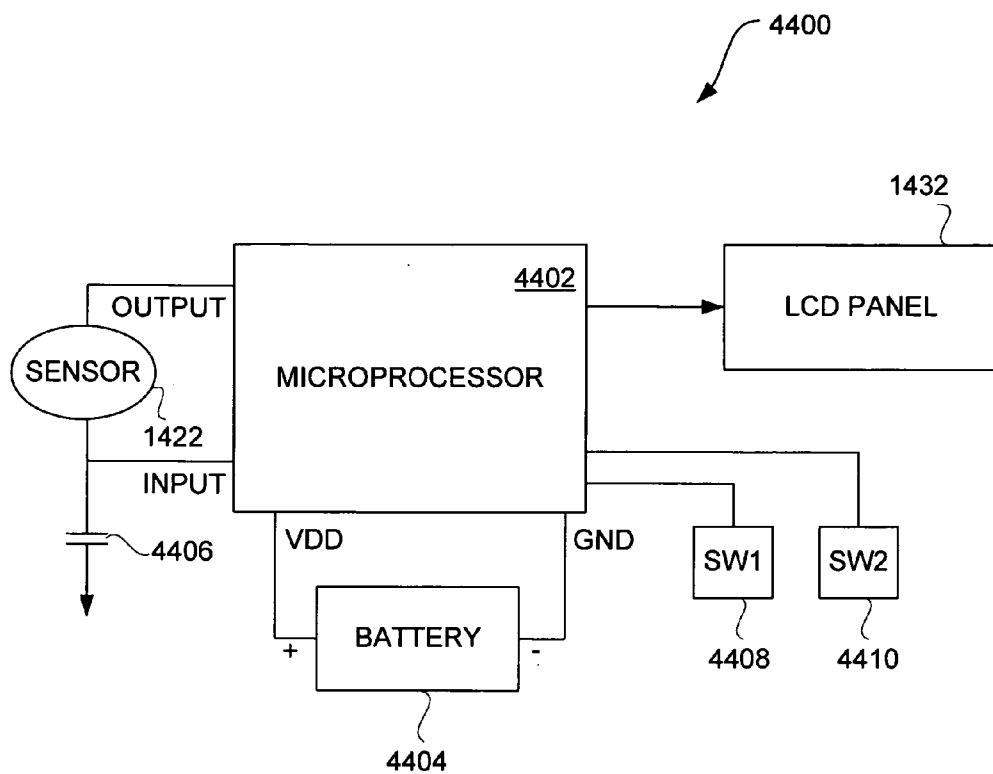 4400
1432
4402
OUTPUT
LCD PANEL
SENSOR
MICROPROCESSOR
1422
INPUT
4406
VDD
GND
SW1
SW2
BATTERY
+
-
4408
4410
4404